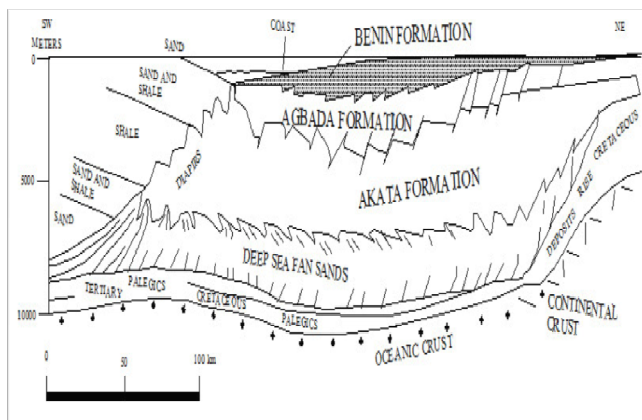 SW
METERS
0
5000
10000
NE
COAST
SAND
BENIN FORMATION
SAND AND
SHALE
AGBADA FORMATION
SHALE
DIAPIRS
AKATA FORMATION
SAND AND
SHALE
SAND
DEEP SEA FAN SANDS
DEPOSITS RISE CRETACEOUS
TERTIARY
PALEGICS
CRETACEOUS
PALEGICS
OCEANIC CRUST
CONTINENTAL
CRUST
0
50
100 km